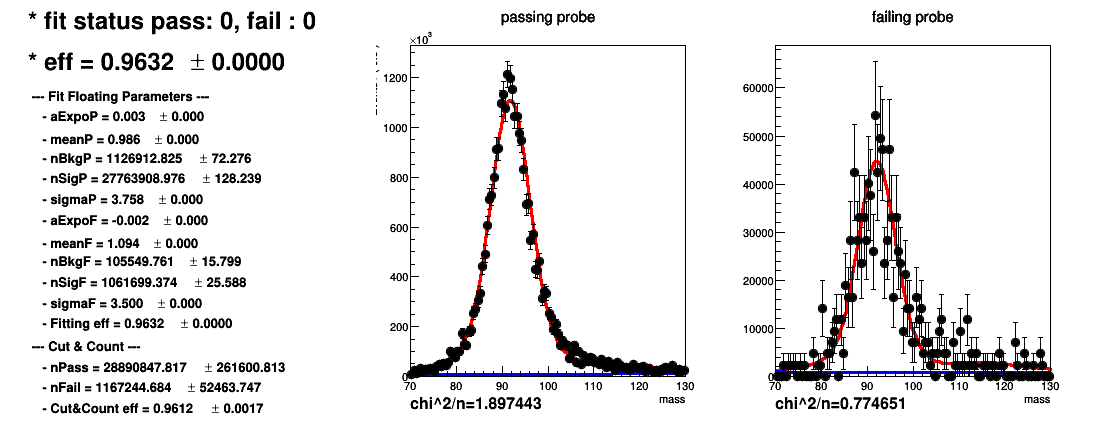 * fit status pass: 0, fail : 0
* eff = 0.9632 ± 0.0000
--- Fit Floating Parameters ---
- aExpoP = 0.003 ± 0.000
- meanP = 0.986 ± 0.000
- nBkgP = 1126912.825 ± 72.276
- nSigP = 27763908.976 ± 128.239
- sigmaP = 3.758 ± 0.000
- aExpoF = -0.002 ± 0.000
- meanF = 1.094 ± 0.000
- nBkgF = 105549.761 ± 15.799
- nSigF = 1061699.374 ± 25.588
- sigmaF = 3.500 ± 0.000
- Fitting eff = 0.9632 ± 0.0000
--- Cut & Count ---
- nPass = 28890847.817 ± 261600.813
- nFail = 1167244.684 ± 52463.747
- Cut&Count eff = 0.9612 ± 0.0017
passing probe
×10³
1200
1000
800
600
400
200
0
70 80 90 100 110 120 130
mass
chi^2/n=1.897443
failing probe
60000
50000
40000
30000
20000
10000
0
70 80 90 100 110 120 130
mass
chi^2/n=0.774651